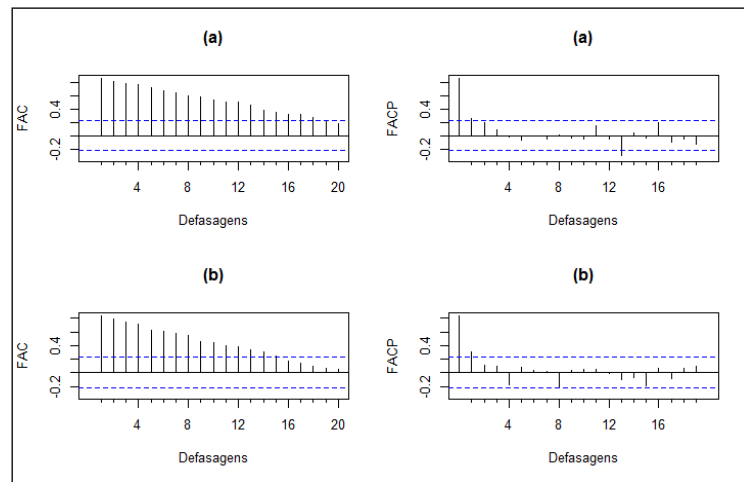 (a)
FAC
0.4
-0.2
4 8 12 16 20
Defasagens
(a)
FACP
0.4
-0.2
4 8 12 16
Defasagens
(b)
FAC
0.4
-0.2
4 8 12 16 20
Defasagens
(b)
FACP
0.4
-0.2
4 8 12 16
Defasagens